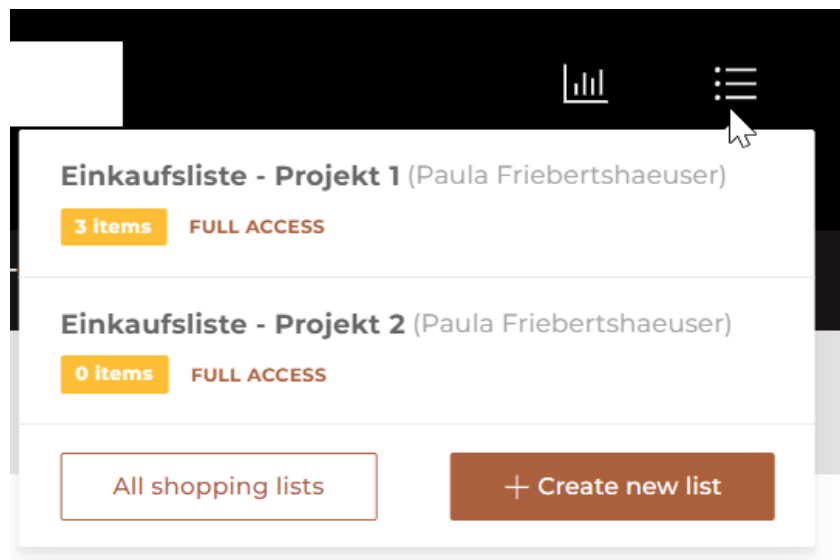 Einkaufsliste - Projekt 1 (Paula Friebertshaeuser)
3 items FULL ACCESS
Einkaufsliste - Projekt 2 (Paula Friebertshaeuser)
0 items FULL ACCESS
All shopping lists + Create new list